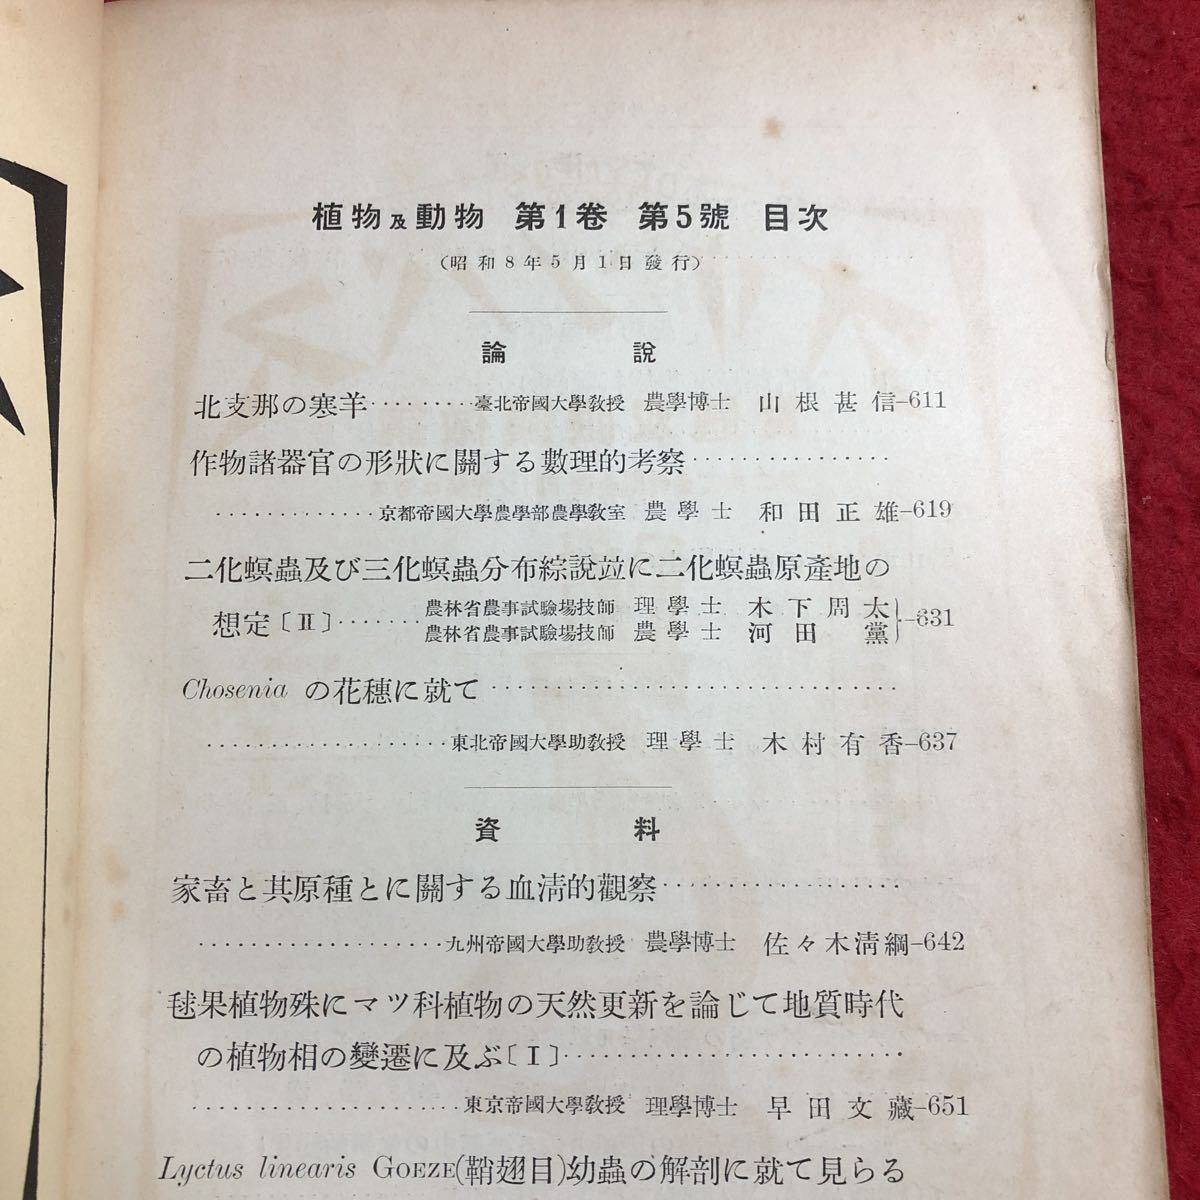 植物及動物 第1卷 第5號 目次
(昭和8年5月1日發行)
論說
北支那の寒羊........臺北帝國大學敎授 農學博士 山根甚信-611
作物諸器官の形狀に關する數理的考察................
.............京都帝國大學農學部農學敎室 農學士 和田正雄-619
二化螟蟲及び三化螟蟲分布綜說竝に二化螟蟲原產地の
想定〔II〕.......農林省農事試驗場技師 理學士 木下周太
農林省農事試驗場技師 農學士 河田黨}-631
Chosenia の花穗に就て................................
...................東北帝國大學助敎授 理學士 木村有香-637
資料
家畜と其原種とに關する血淸的觀察...................
...................九州帝國大學助敎授 農學博士 佐々木淸綱-642
毬果植物殊にマツ科植物の天然更新を論じて地質時代
の植物相の變遷に及ぶ〔I〕...........................
.....................東京帝國大學敎授 理學博士 早田文藏-651
Lyctus linearis GOEZE(鞘翅目)幼蟲の解剖に就て見らる